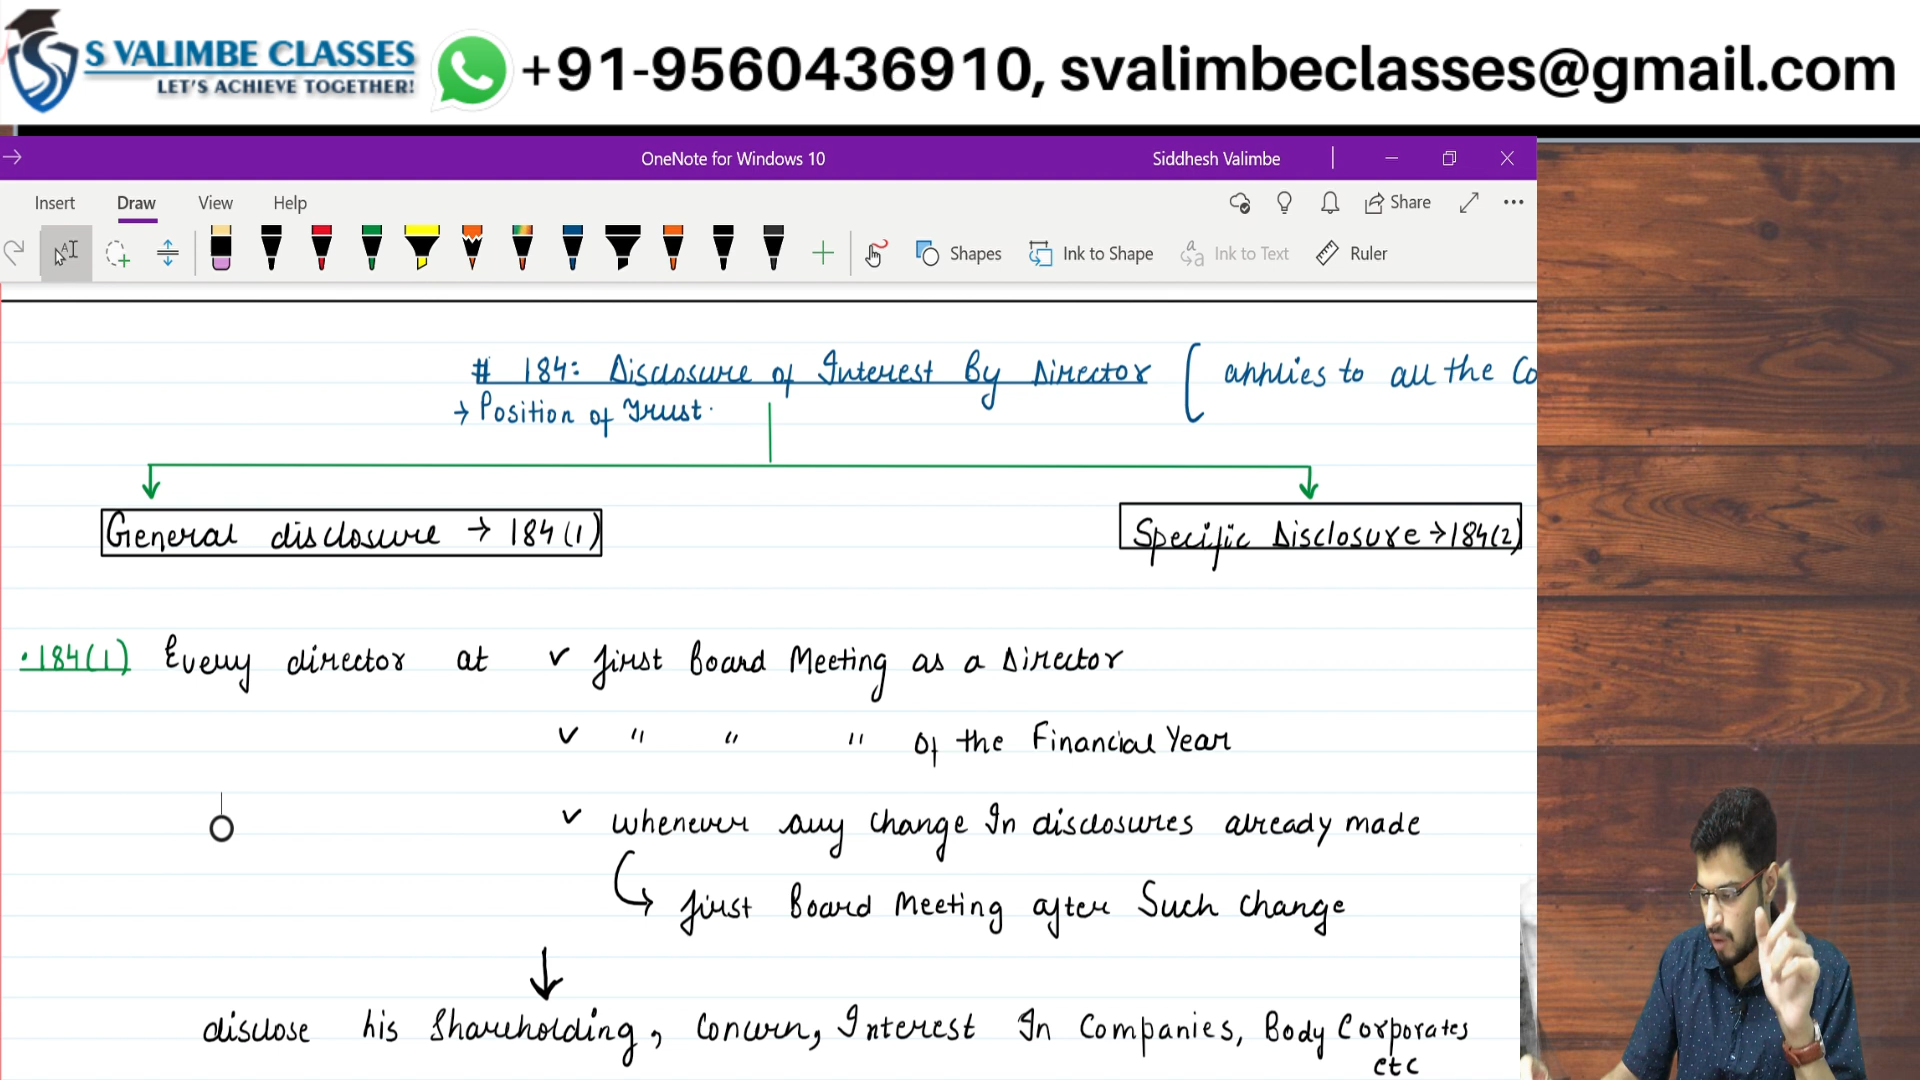 S VALIMBE CLASSES
LET'S ACHIEVE TOGETHER!
+91-9560436910, svalimbeclasses@gmail.com
OneNote for Windows 10
Siddhesh Valimbe
Insert Draw View Help
Share
Shapes Ink to Shape Ink to Text Ruler
# 184: Disclosure of Interest By Director ( applies to all the Co
→ Position of Trust.
General disclosure → 184(1)
Specific Disclosure → 184(2)
• 184(1) Every director at ✓ first Board Meeting as a Director
✓ " " " Of the Financial Year
✓ whenever any change In disclosures already made
↳ first Board Meeting after Such change
↓
disclose his Shareholding, Concern, Interest In Companies, Body Corporates
etc